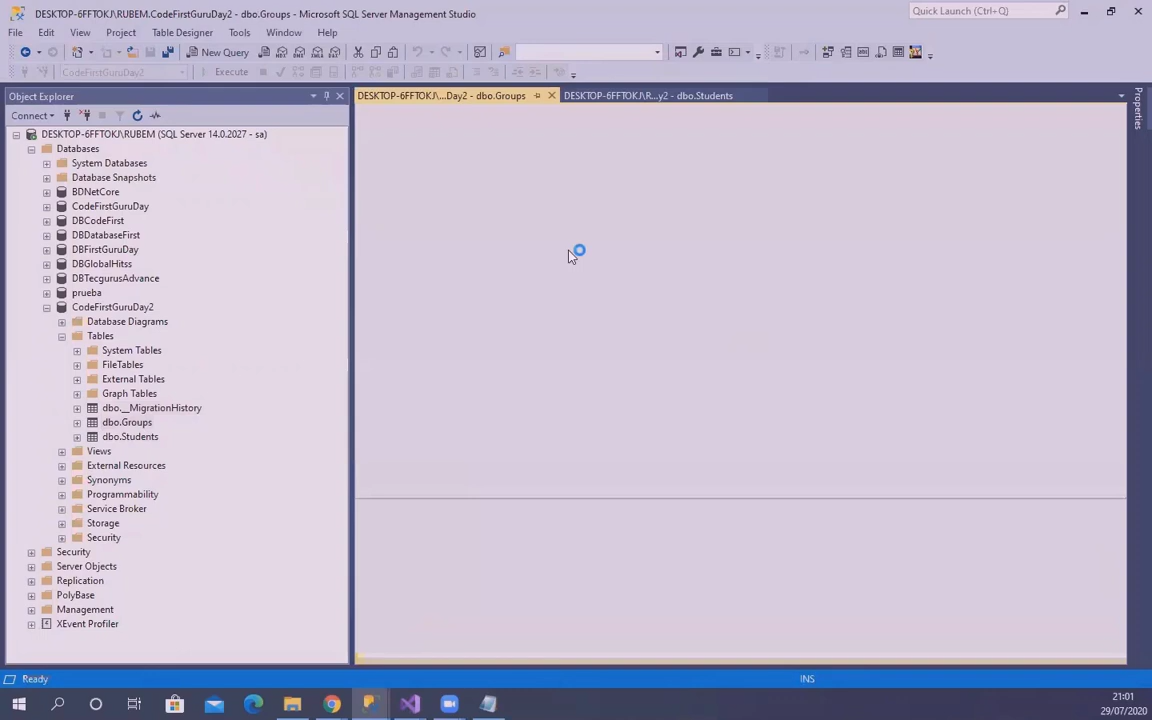 DESKTOP-6FFTOKJ\RUBEM.CodeFirstGuruDay2 - dbo.Groups - Microsoft SQL Server Management Studio
Quick Launch (Ctrl+Q)
File Edit View Project Table Designer Tools Window Help
New Query
CodeFirstGuruDay2 Execute
Object Explorer
DESKTOP-6FFTOKJ\...Day2 - dbo.Groups
DESKTOP-6FFTOKJ\R...y2 - dbo.Students
Properties
Connect
DESKTOP-6FFTOKJ\RUBEM (SQL Server 14.0.2027 - sa)
Databases
System Databases
Database Snapshots
BDNetCore
CodeFirstGuruDay
DBCodeFirst
DBDatabaseFirst
DBFirstGuruDay
DBGlobalHitss
DBTecgurusAdvance
prueba
CodeFirstGuruDay2
Database Diagrams
Tables
System Tables
FileTables
External Tables
Graph Tables
dbo.__MigrationHistory
dbo.Groups
dbo.Students
Views
External Resources
Synonyms
Programmability
Service Broker
Storage
Security
Security
Server Objects
Replication
PolyBase
Management
XEvent Profiler
Ready
INS
21:01
29/07/2020